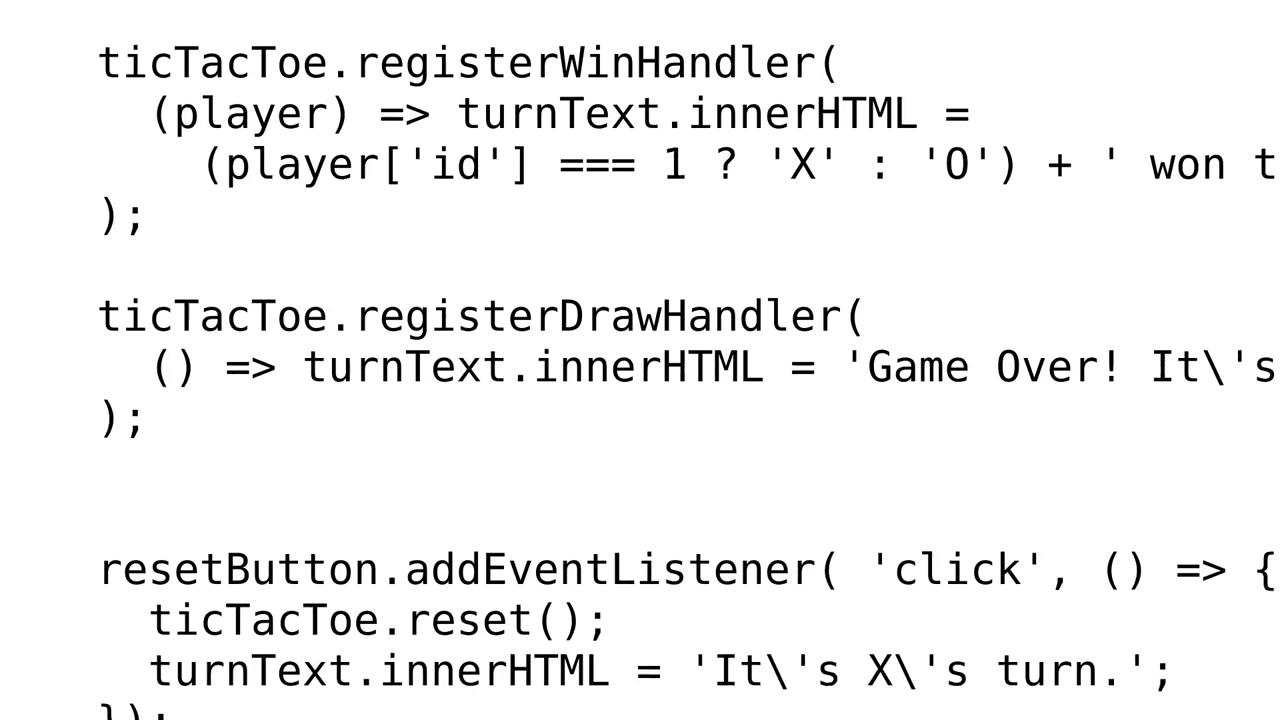 ticTacToe.registerWinHandler(
  (player) => turnText.innerHTML =
    (player['id'] === 1 ? 'X' : 'O') + ' won t
);

ticTacToe.registerDrawHandler(
  () => turnText.innerHTML = 'Game Over! It\'s
);

resetButton.addEventListener( 'click', () => {
  ticTacToe.reset();
  turnText.innerHTML = 'It\'s X\'s turn.';
});